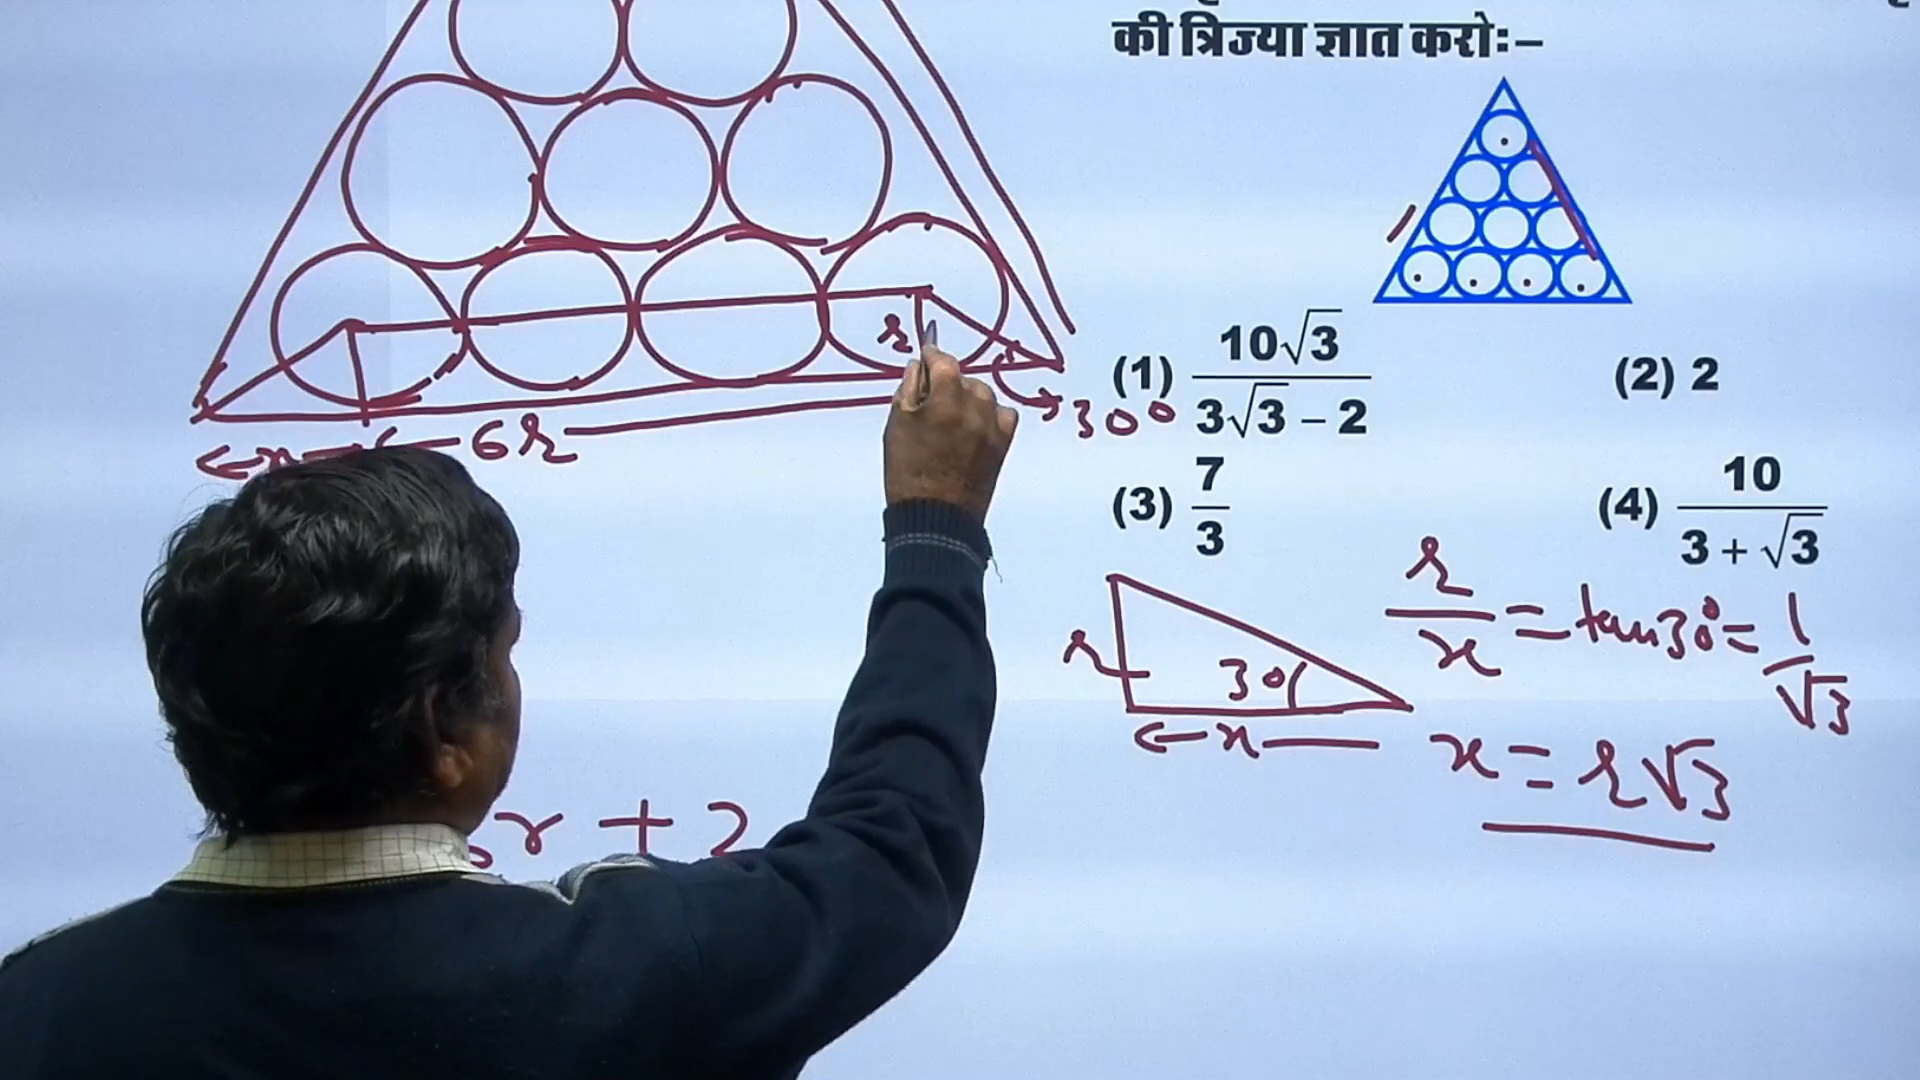 की त्रिज्या ज्ञात करोः–
(1) 10√3 / 3√3 – 2
(2) 2
(3) 7 / 3
(4) 10 / 3 + √3
r
30°
x
6r
r / x = tan30° = 1 / √3
r
30
x
x = r√3
r + 2